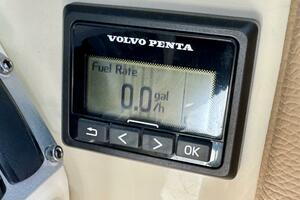 VOLVO PENTA
Fuel Rate
0.0 gal
/h
< > OK